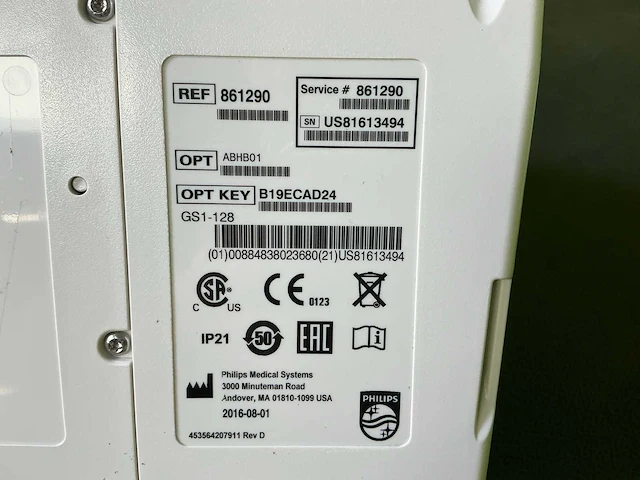 REF 861290
Service # 861290
SN US81613494
OPT ABHB01
OPT KEY B19ECAD24
GS1-128
(01)00884838023680(21)US81613494
CSA® C US
CE 0123
IP21 50 EAC i
Philips Medical Systems
3000 Minuteman Road
Andover, MA 01810-1099 USA
2016-08-01
PHILIPS
453564207911 Rev D